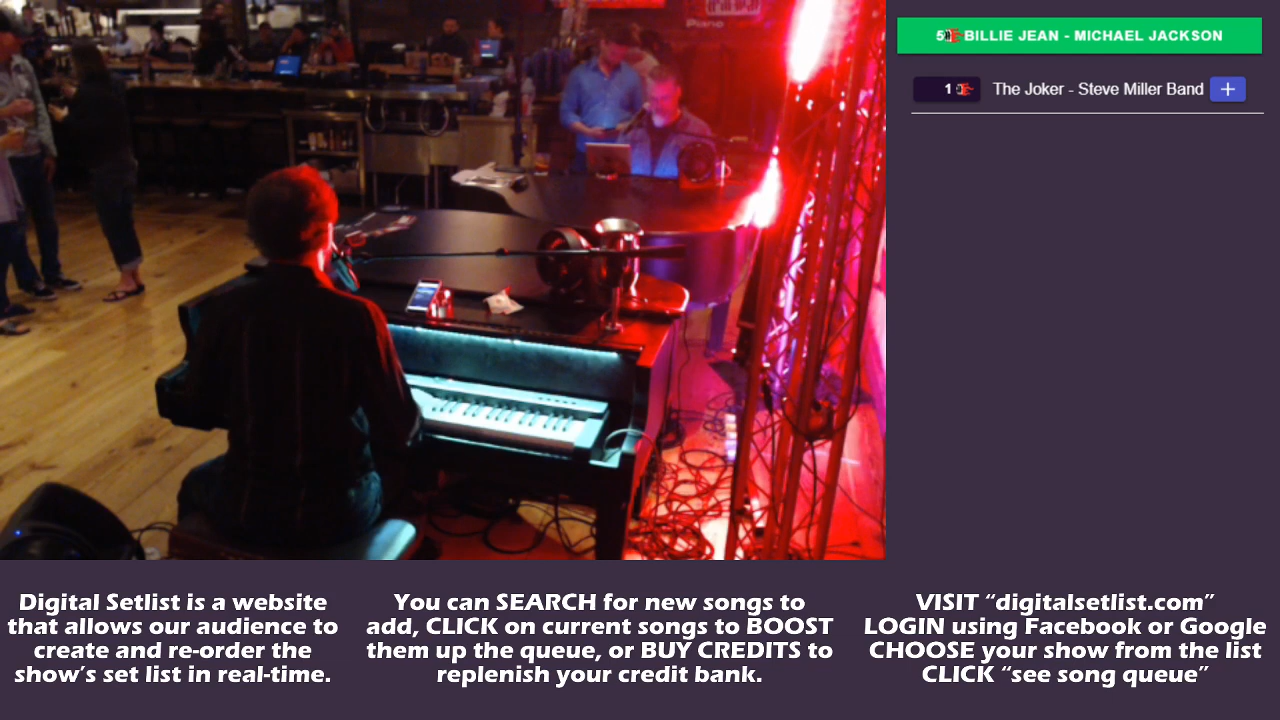 Piano
5 BILLIE JEAN - MICHAEL JACKSON
1 The Joker - Steve Miller Band +
Digital Setlist is a website
that allows our audience to
create and re-order the
show's set list in real-time.
You can SEARCH for new songs to
add, CLICK on current songs to BOOST
them up the queue, or BUY CREDITS to
replenish your credit bank.
VISIT “digitalsetlist.com”
LOGIN using Facebook or Google
CHOOSE your show from the list
CLICK “see song queue”